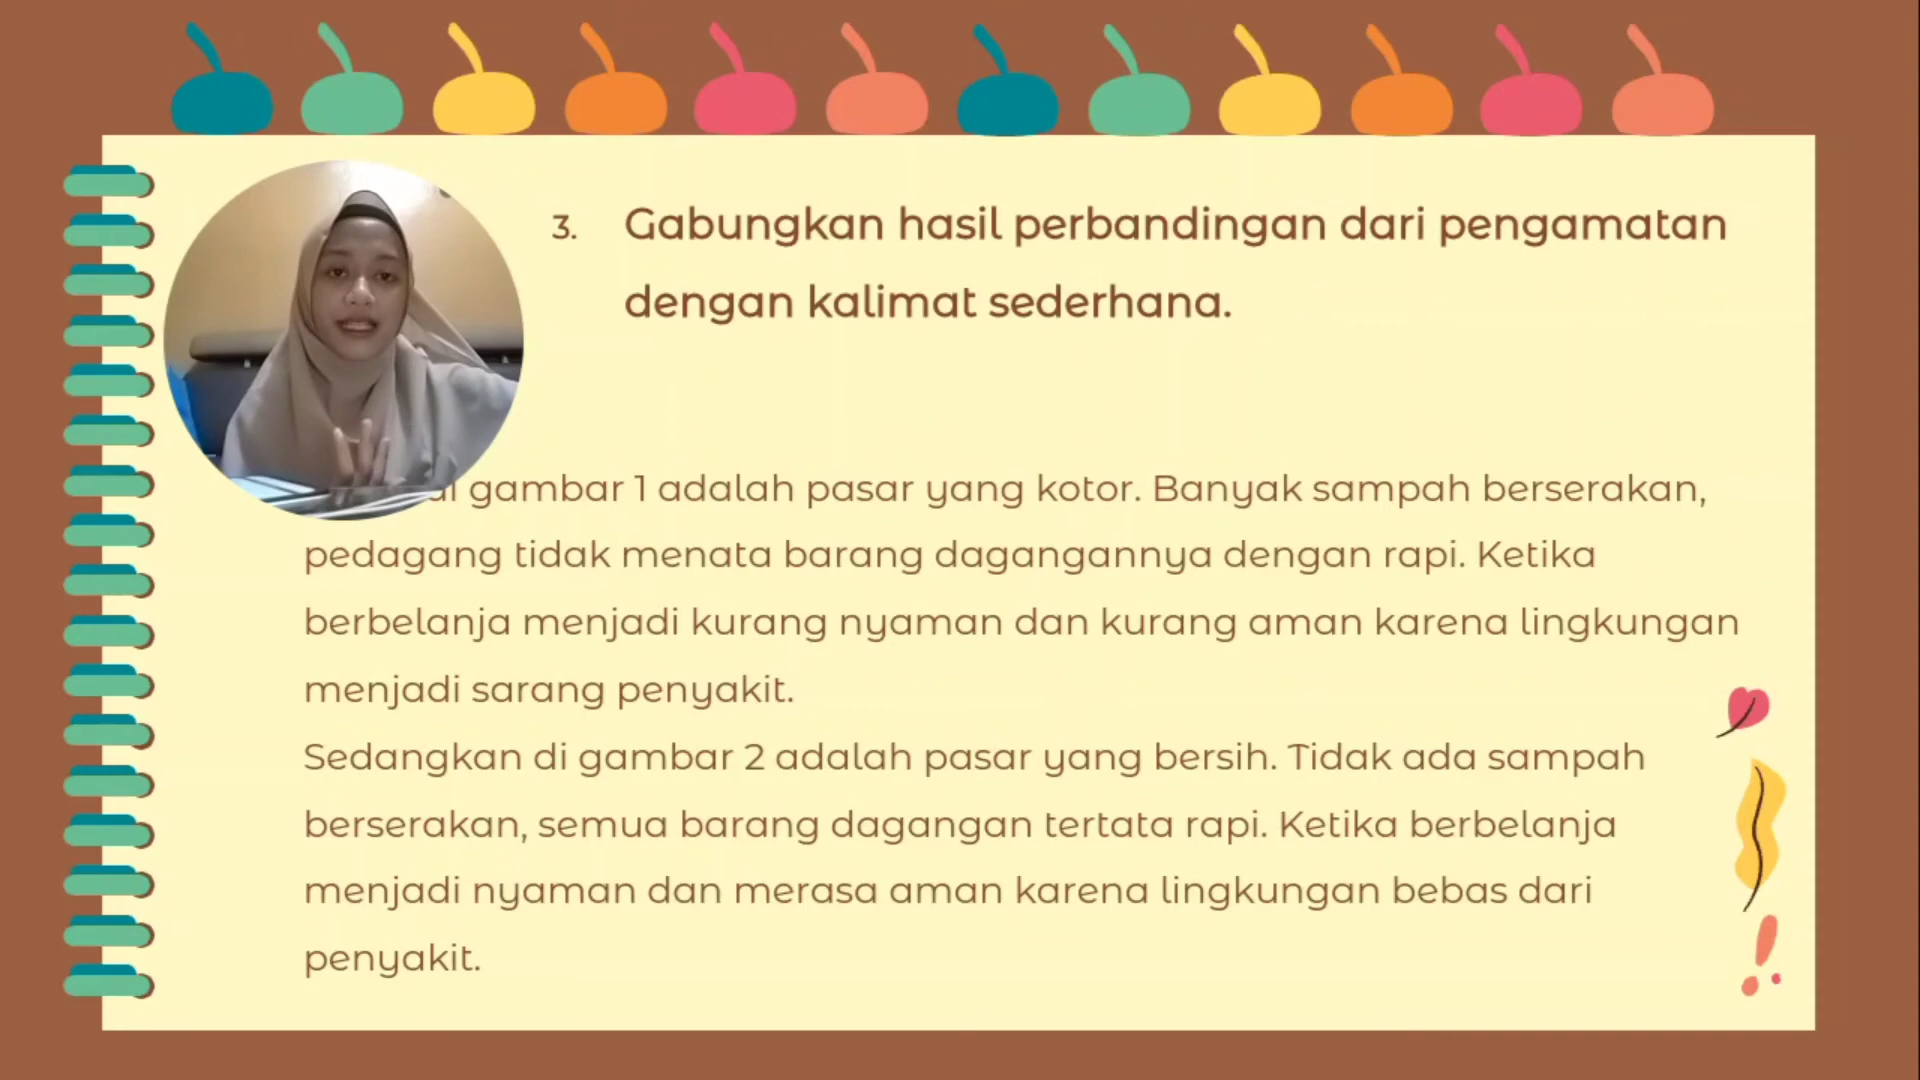 3. Gabungkan hasil perbandingan dari pengamatan
dengan kalimat sederhana.
gambar 1 adalah pasar yang kotor. Banyak sampah berserakan,
pedagang tidak menata barang dagangannya dengan rapi. Ketika
berbelanja menjadi kurang nyaman dan kurang aman karena lingkungan
menjadi sarang penyakit.
Sedangkan di gambar 2 adalah pasar yang bersih. Tidak ada sampah
berserakan, semua barang dagangan tertata rapi. Ketika berbelanja
menjadi nyaman dan merasa aman karena lingkungan bebas dari
penyakit.